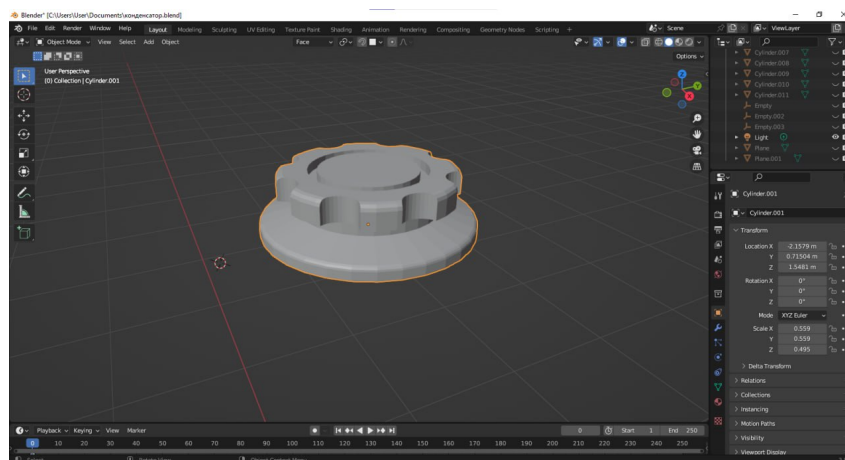 Blender* [C:\Users\User\Documents\конденсатор.blend]
File Edit Render Window Help Layout Modeling Sculpting UV Editing Texture Paint Shading Animation Rendering Compositing Geometry Nodes Scripting + Scene ViewLayer
Object Mode View Select Add Object Face
Options
User Perspective
(0) Collection | Cylinder.001
Z
Y
X
Cylinder.007
Cylinder.008
Cylinder.009
Cylinder.010
Cylinder.011
Empty
Empty.002
Empty.003
Light
Plane
Plane.001
Cylinder.001
Cylinder.001
Transform
Location X -2.1579 m
Y 0.71504 m
Z 1.5481 m
Rotation X 0°
Y 0°
Z 0°
Mode XYZ Euler
Scale X 0.559
Y 0.559
Z 0.495
Delta Transform
Relations
Collections
Instancing
Motion Paths
Visibility
Viewport Display
Playback Keying View Marker 0 Start 1 End 250
0 10 20 30 40 50 60 70 80 90 100 110 120 130 140 150 160 170 180 190 200 210 220 230 240 250